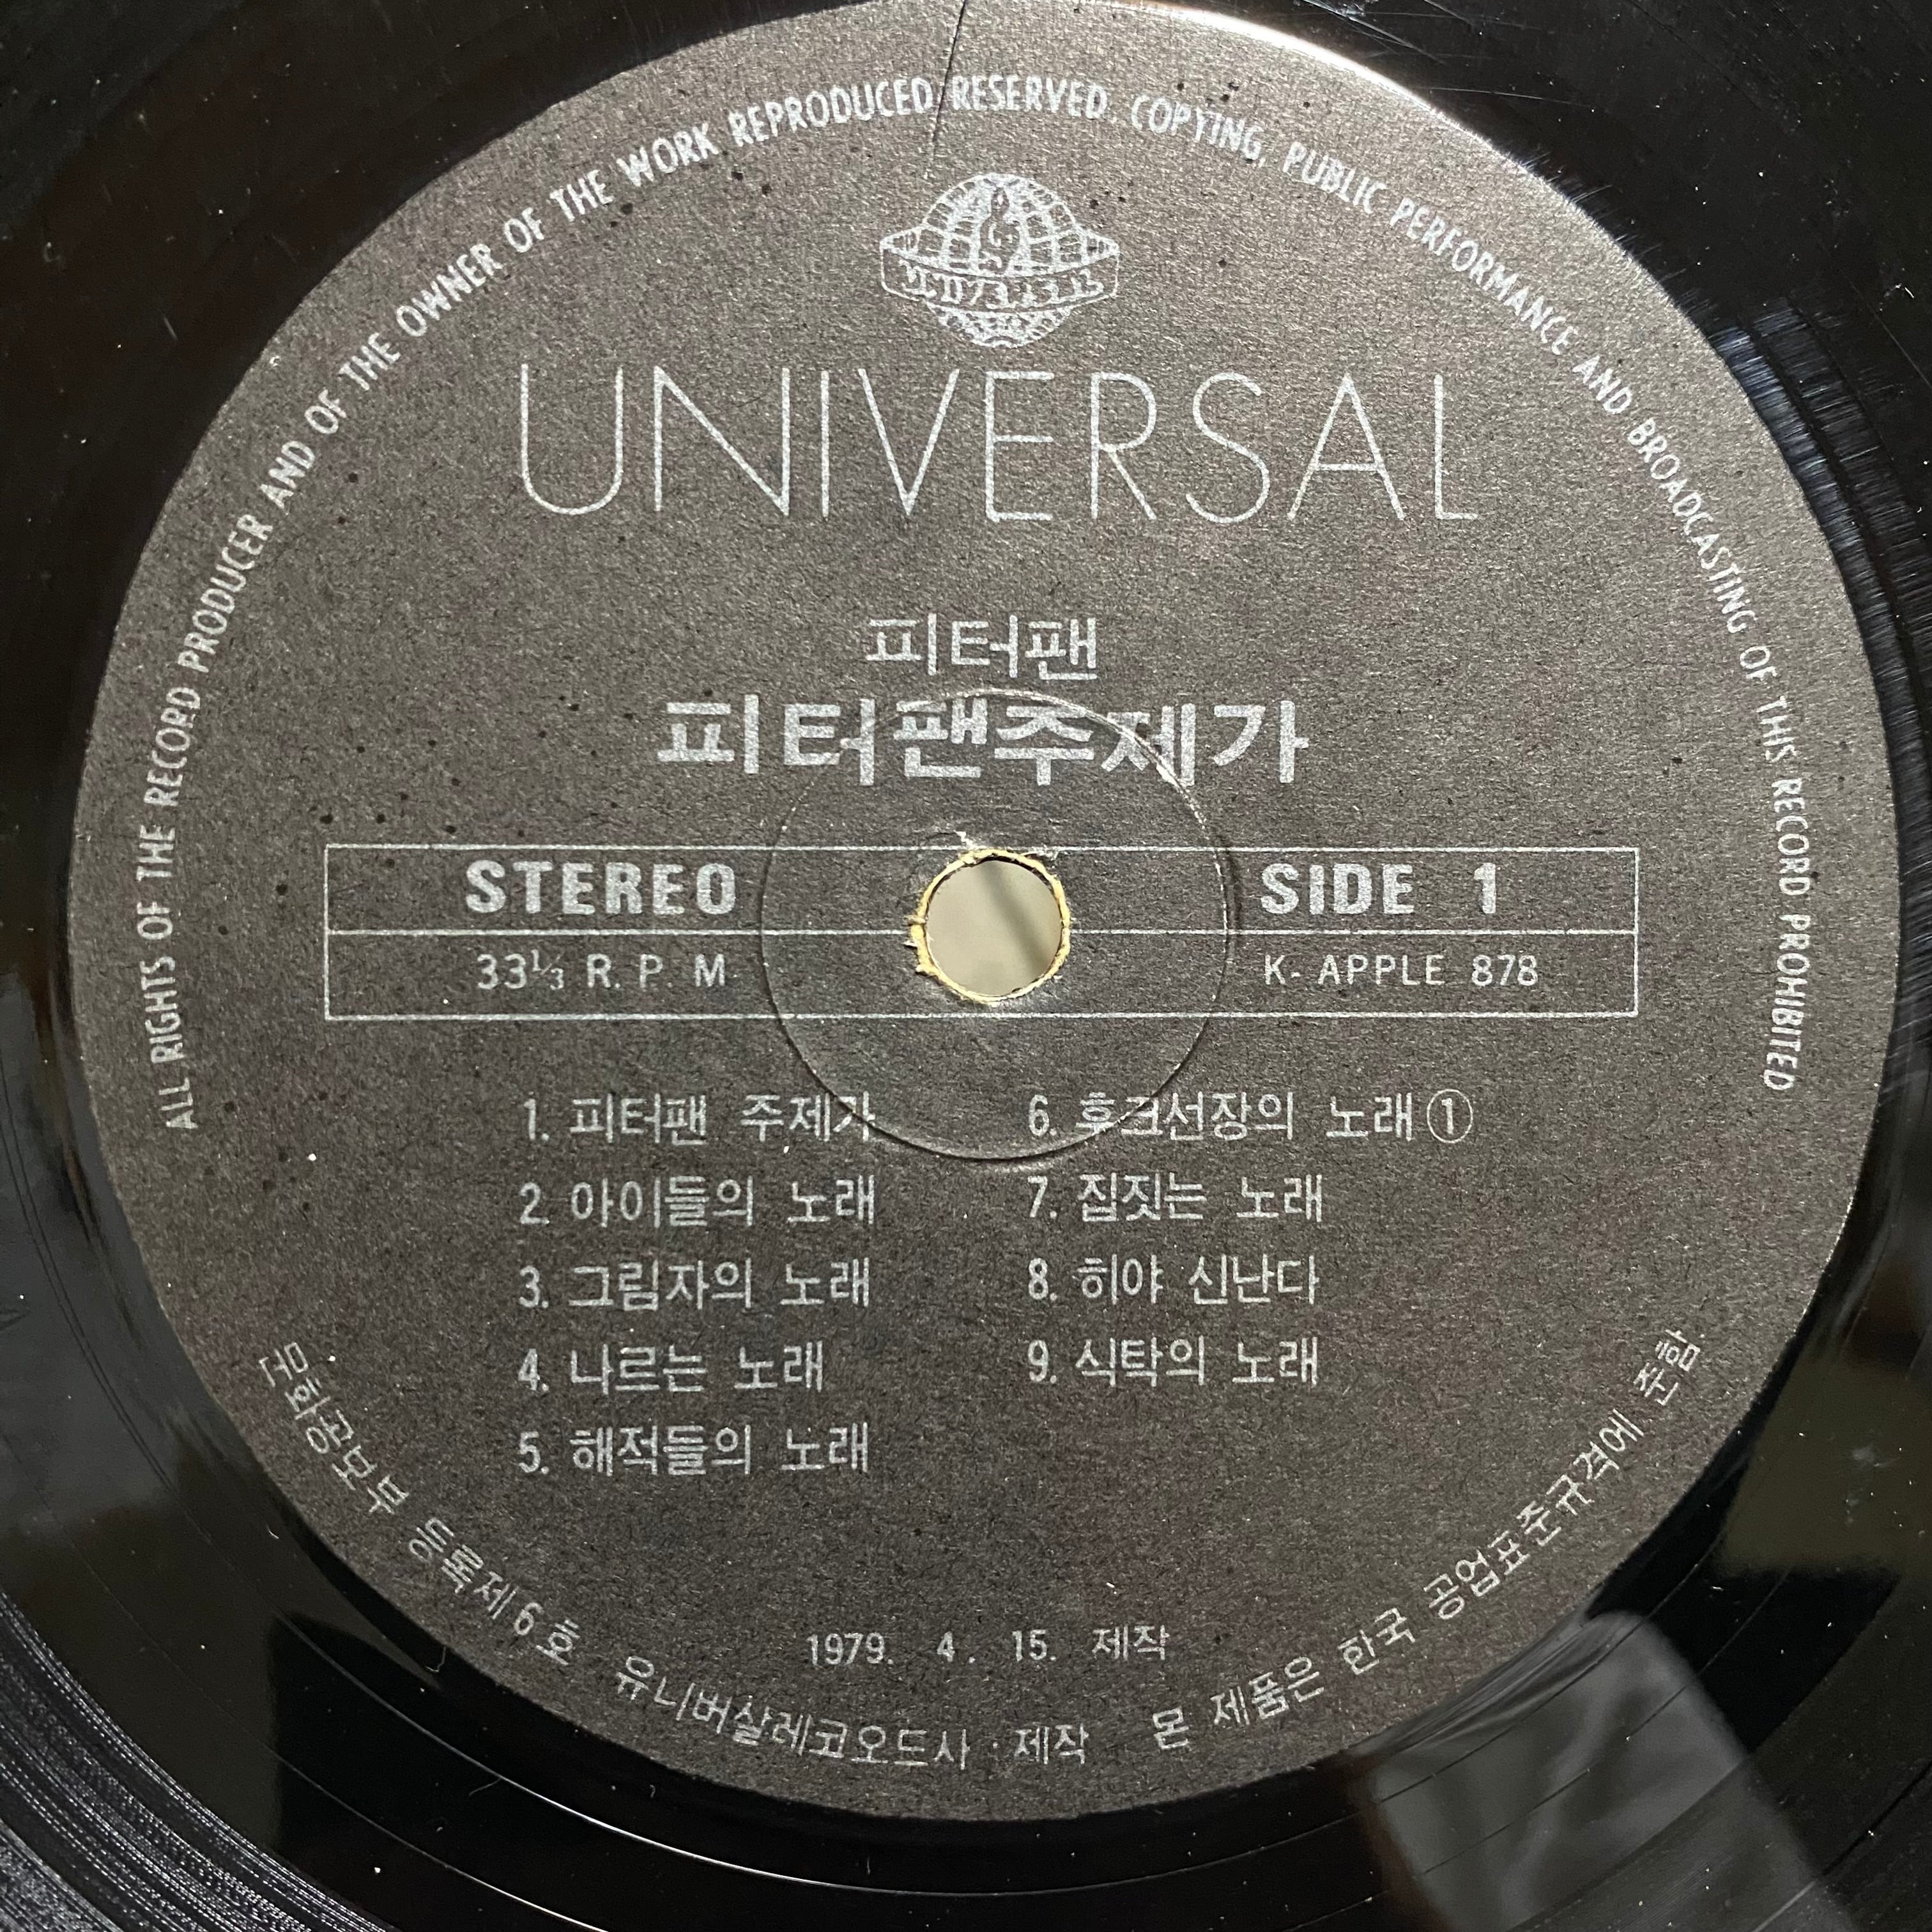 ALL RIGHTS OF THE RECORD PRODUCER AND OF THE OWNER OF THE WORK REPRODUCED RESERVED. COPYING, PUBLIC PERFORMANCE AND BROADCASTING OF THIS RECORD PROHIBITED
UNIVERSAL
UNIVERSAL
피터팬
피터팬주제가
STEREO SIDE 1
33⅓ R. P. M K- APPLE 878
1. 피터팬 주제가
2. 아이들의 노래
3. 그림자의 노래
4. 나르는 노래
5. 해적들의 노래
6. 후크선장의 노래①
7. 집짓는 노래
8. 히야 신난다
9. 식탁의 노래
1979. 4. 15. 제작
문화공보부 등록제6호 유니버살레코오드사·제작 본 제품은 한국 공업표준규격에 준함.